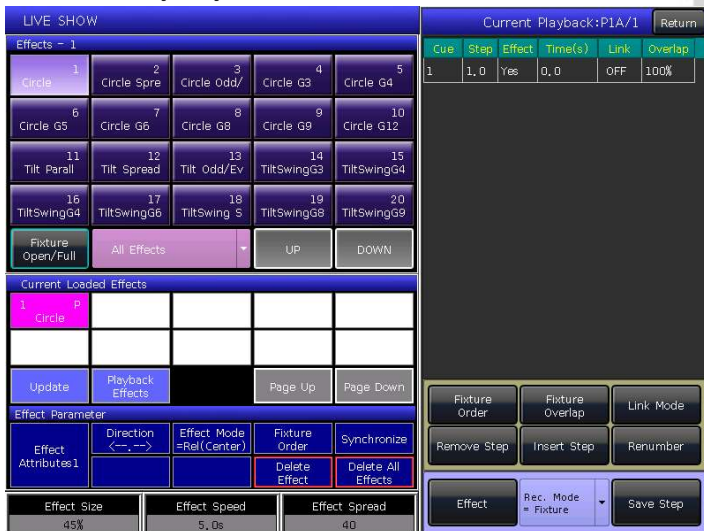 LIVE SHOW
Effects - 1
1
Circle
2
Circle Spre
3
Circle Odd/
4
Circle G3
5
Circle G4
6
Circle G5
7
Circle G6
8
Circle G8
9
Circle G9
10
Circle G12
11
Tilt Parall
12
Tilt Spread
13
Tilt Odd/Ev
14
TiltSwingG3
15
TiltSwingG4
16
TiltSwingG4
17
TiltSwingG6
18
TiltSwing S
19
TiltSwingG8
20
TiltSwingG9
Fixture
Open/Full
All Effects
UP
DOWN
Current Loaded Effects
1 P
Circle
Update
Playback
Effects
Page Up
Page Down
Effect Parameter
Effect
Attributes1
Direction
<--,-->
Effect Mode
=Rel(Center)
Fixture
Order
Synchronize
Delete
Effect
Delete All
Effects
Effect Size
45%
Effect Speed
5.0s
Effect Spread
40
Current Playback:P1A/1
Return
Cue Step Effect Time(s) Link Overlap
1 1.0 Yes 0.0 OFF 100%
Fixture
Order
Fixture
Overlap
Link Mode
Remove Step
Insert Step
Renumber
Effect
Rec. Mode
= Fixture
Save Step